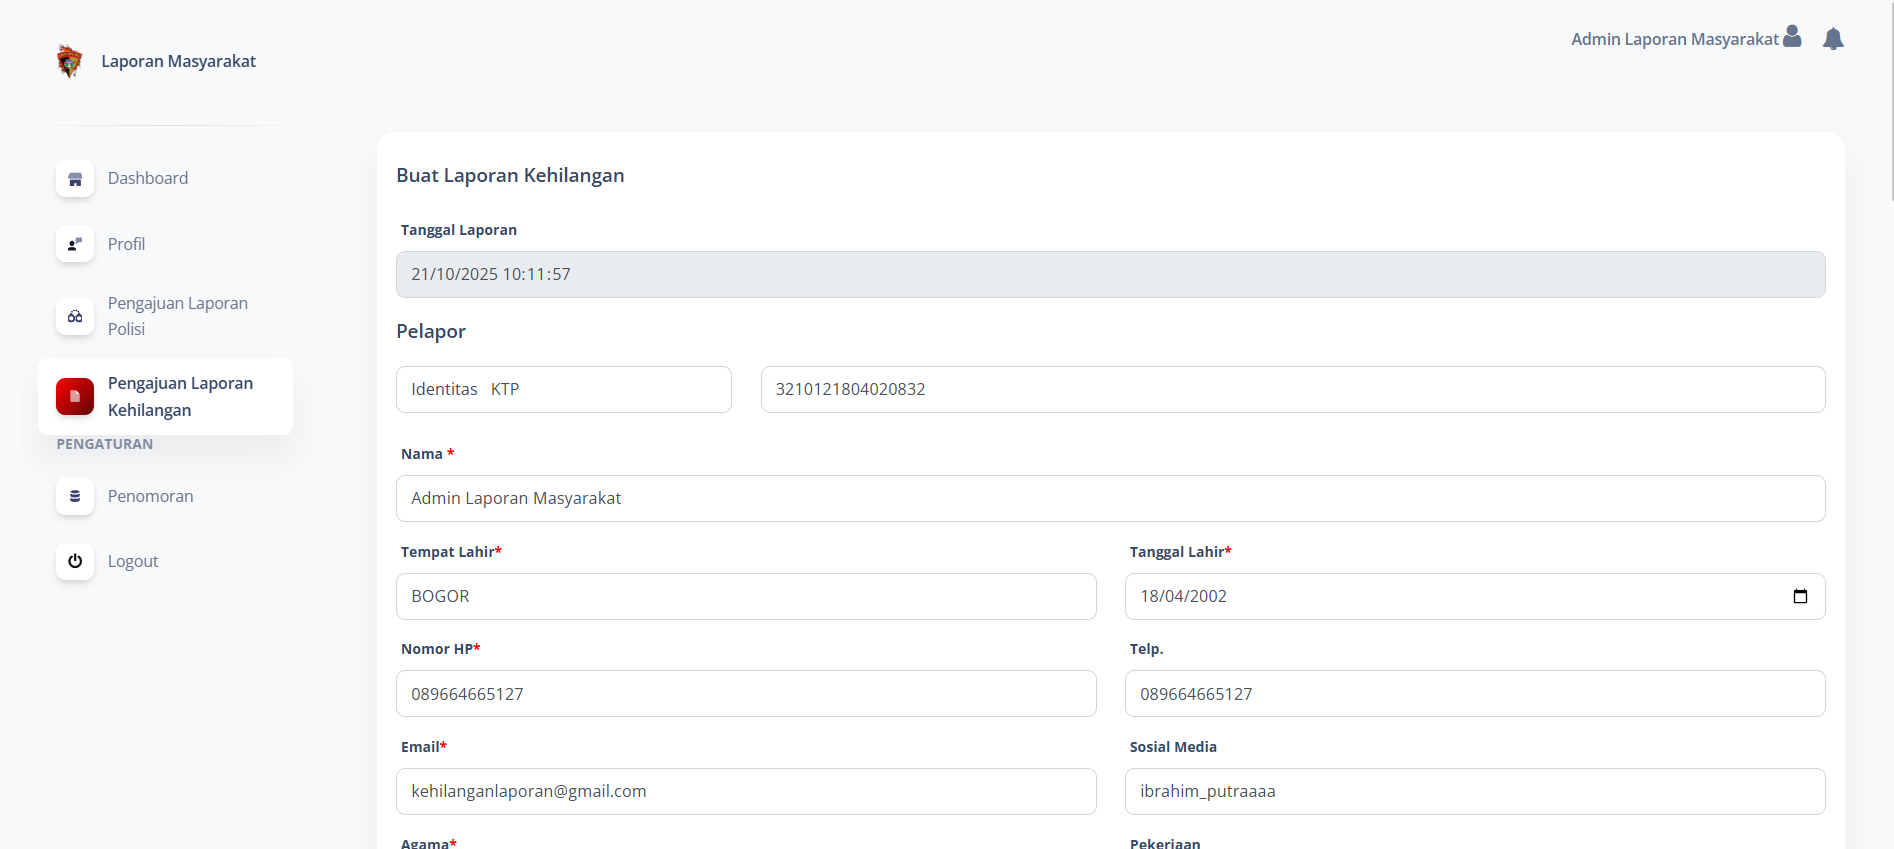 Laporan Masyarakat
Admin Laporan Masyarakat
Dashboard
Profil
Pengajuan Laporan
Polisi
Pengajuan Laporan
Kehilangan
PENGATURAN
Penomoran
Logout
Buat Laporan Kehilangan
Tanggal Laporan
21/10/2025 10:11:57
Pelapor
Identitas KTP
3210121804020832
Nama *
Admin Laporan Masyarakat
Tempat Lahir*
Tanggal Lahir*
BOGOR
18/04/2002
Nomor HP*
Telp.
089664665127
089664665127
Email*
Sosial Media
kehilanganlaporan@gmail.com
ibrahim_putraaaa
Agama*
Pekerjaan